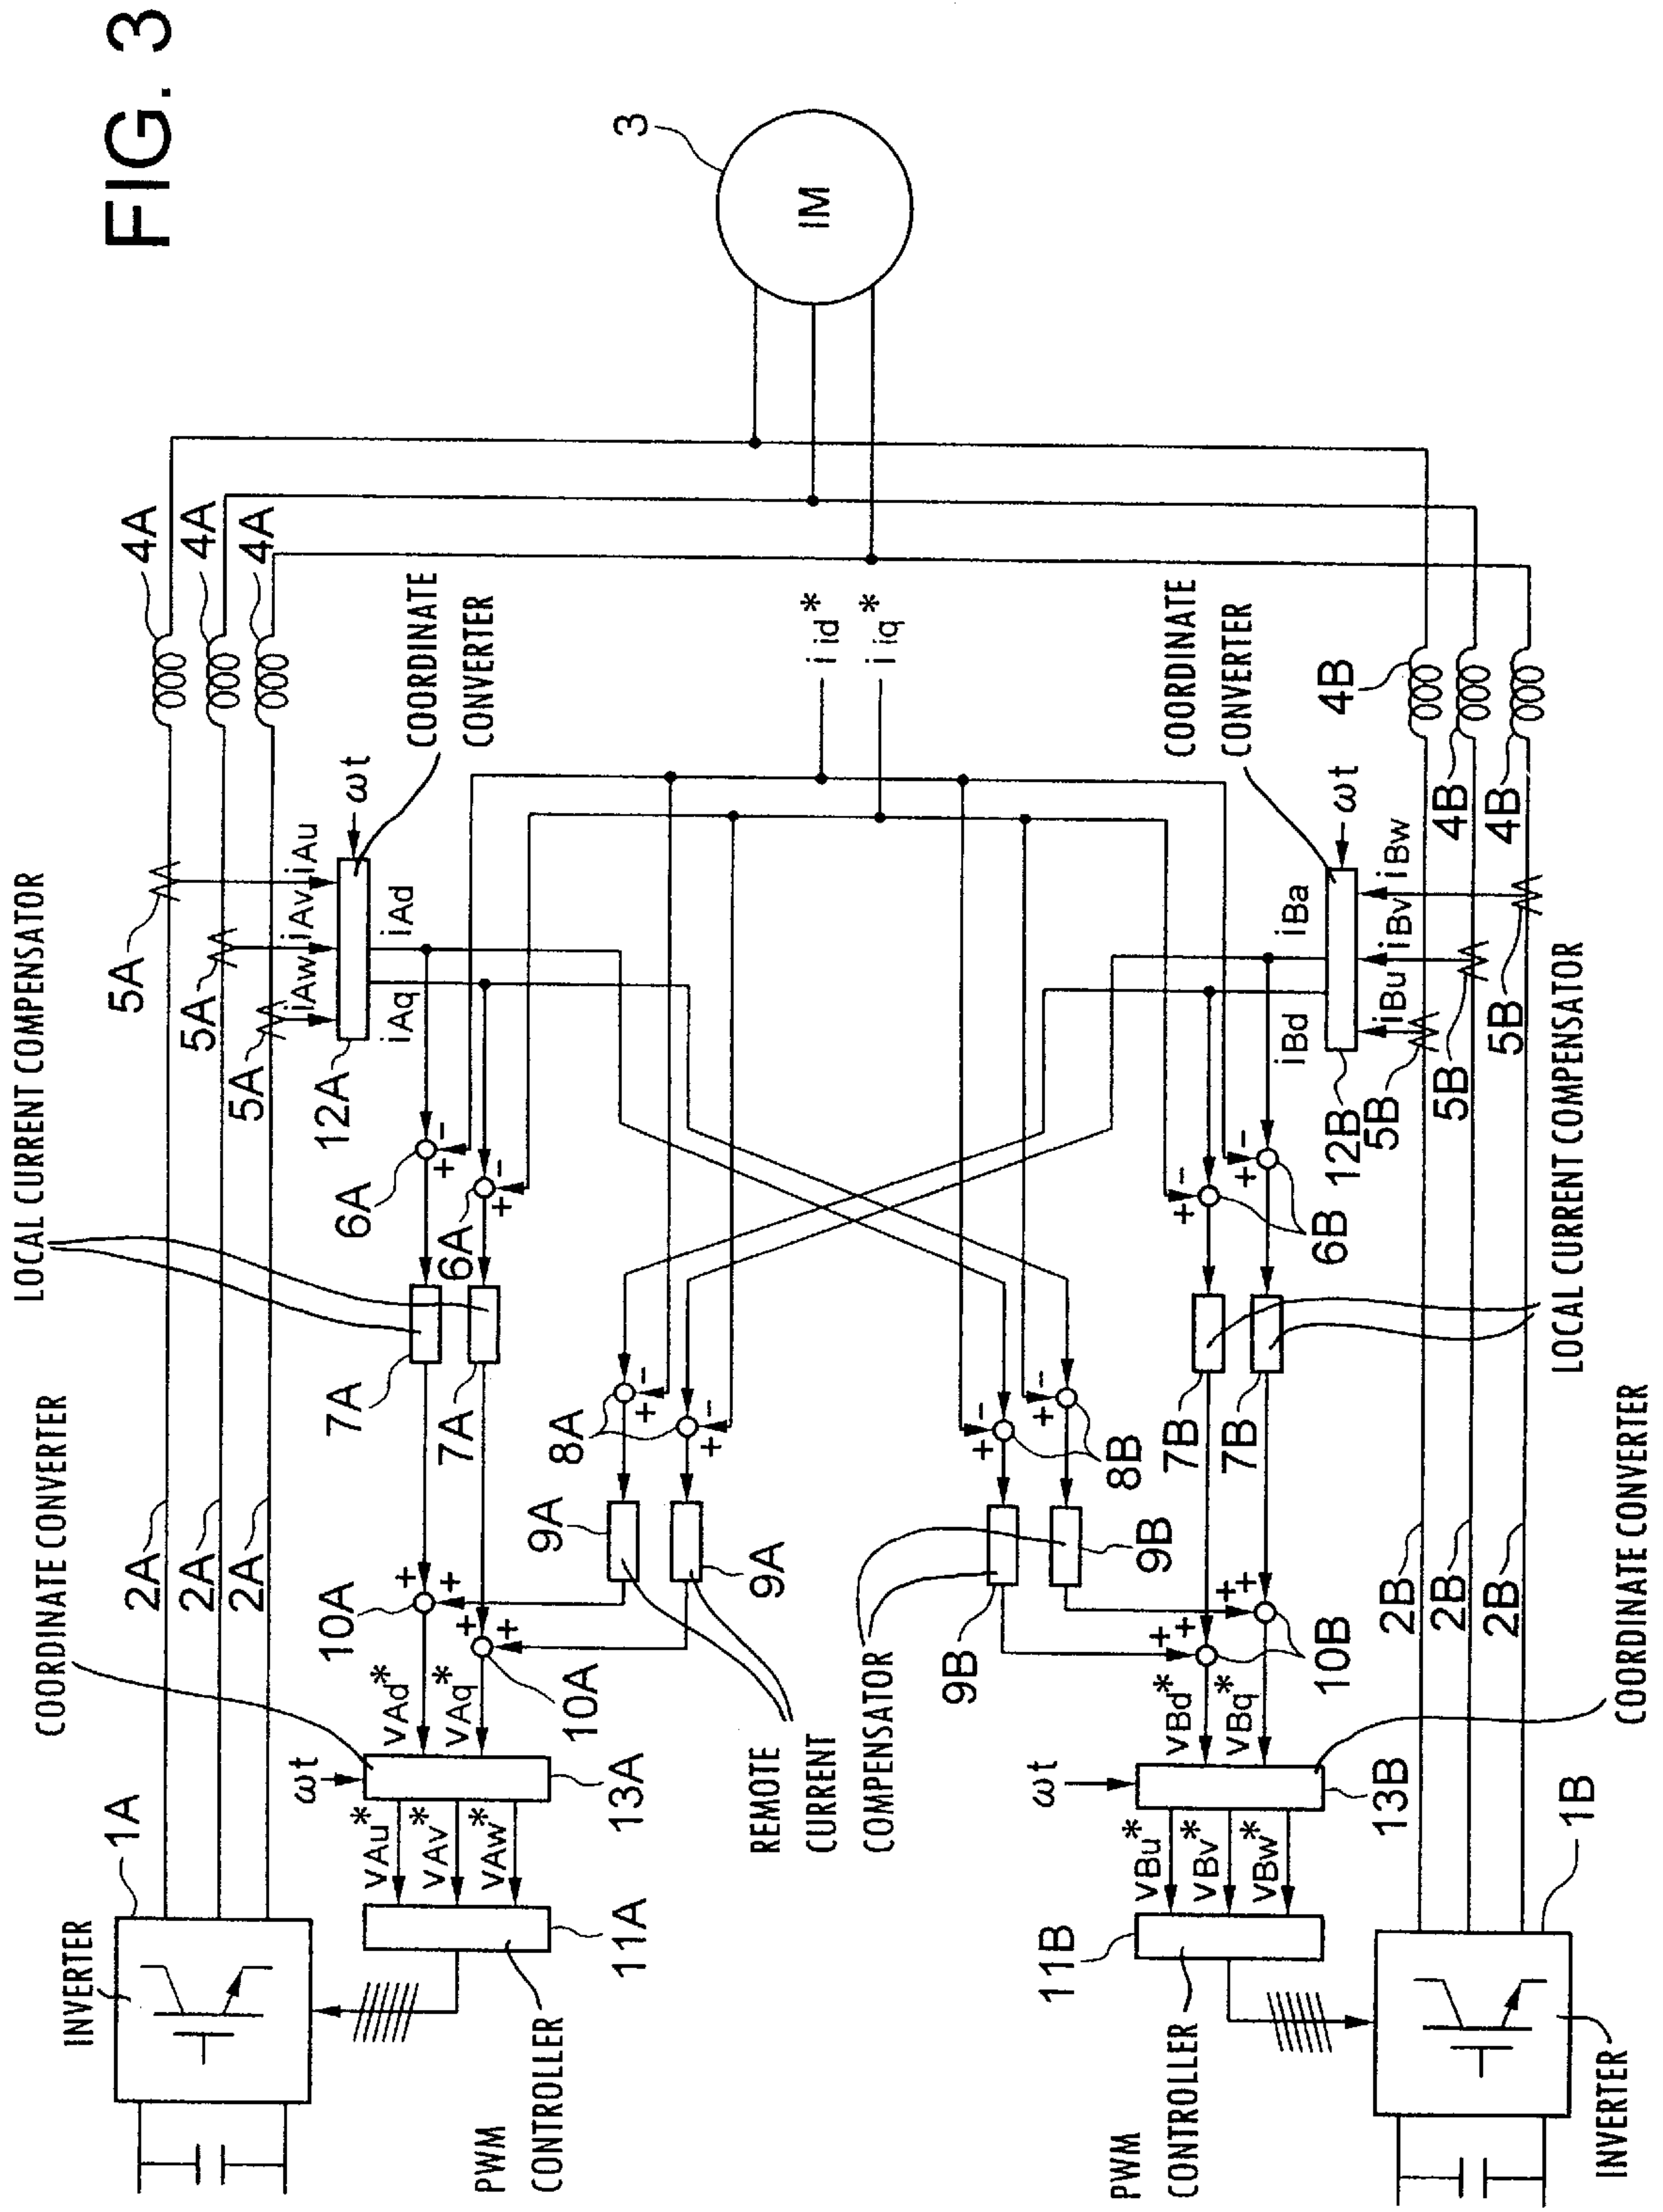 FIG. 3
INVERTER
1A
2A
2A
2A
5A
5A
5A
4A
4A
4A
3
IM
LOCAL CURRENT COMPENSATOR
COORDINATE CONVERTER
COORDINATE
CONVERTER
iAu
iAv
iAw
ωt
12A
iAd
iAq
6A
+
−
6A
+
−
7A
7A
10A
+
+
10A
+
+
vAd*
vAq*
ωt
13A
vAu*
vAv*
vAw*
11A
PWM
CONTROLLER
8A
+
−
+
−
9A
9A
REMOTE
CURRENT
COMPENSATOR
iid*
iiq*
8B
+
−
+
−
9B
9B
COORDINATE
CONVERTER
ωt
12B
iBa
iBd
iBu
iBv
iBw
6B
+
−
+
−
7B
7B
10B
+
+
+
+
vBd*
vBq*
ωt
13B
vBu*
vBv*
vBw*
11B
PWM
CONTROLLER
LOCAL CURRENT COMPENSATOR
COORDINATE CONVERTER
4B
4B
4B
5B
5B
5B
2B
2B
2B
1B
INVERTER